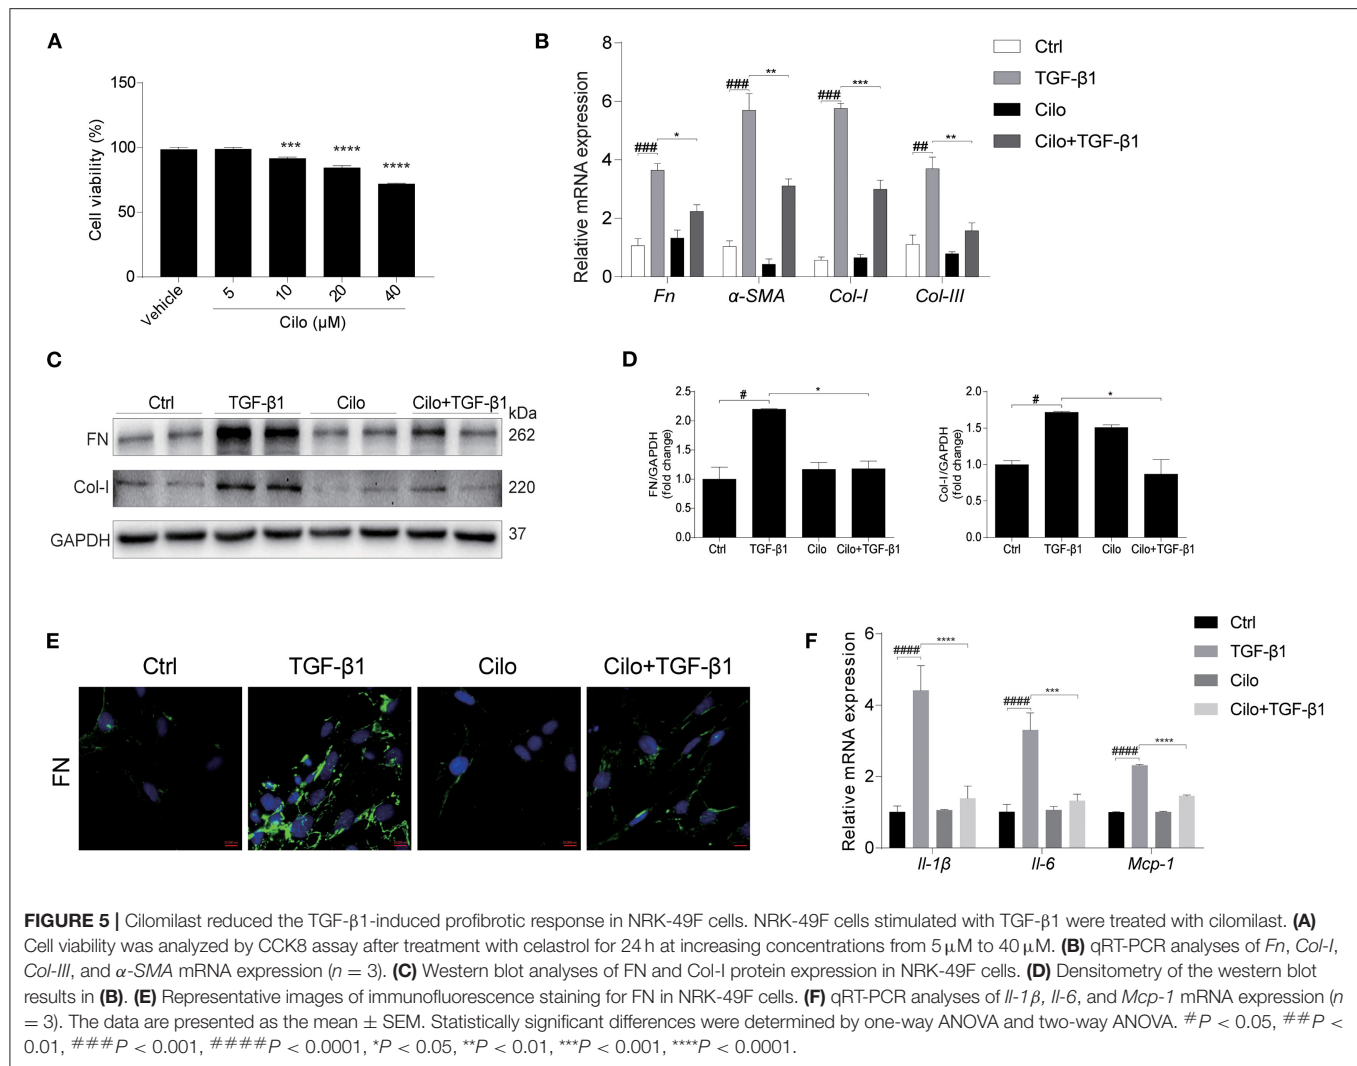 A
Cell viability (%)
150
100
50
0
***
****
****
Vehicle
5
10
20
40
Cilo (μM)
B
Relative mRNA expression
8
6
4
2
0
###
*
###
**
###
***
##
**
Fn
α-SMA
Col-I
Col-III
Ctrl
TGF-β1
Cilo
Cilo+TGF-β1
C
Ctrl
TGF-β1
Cilo
Cilo+TGF-β1
kDa
FN
262
Col-I
220
GAPDH
37
D
FN/GAPDH
(fold change)
2.5
2.0
1.5
1.0
0.5
0.0
#
*
Ctrl
TGF-β1
Cilo
Cilo+TGF-β1
Col-I/GAPDH
(fold change)
2.0
1.5
1.0
0.5
0.0
#
*
Ctrl
TGF-β1
Cilo
Cilo+TGF-β1
E
Ctrl
TGF-β1
Cilo
Cilo+TGF-β1
FN
F
Relative mRNA expression
6
4
2
0
####
****
####
***
####
****
Il-1β
Il-6
Mcp-1
Ctrl
TGF-β1
Cilo
Cilo+TGF-β1
FIGURE 5 | Cilomilast reduced the TGF-β1-induced profibrotic response in NRK-49F cells. NRK-49F cells stimulated with TGF-β1 were treated with cilomilast. (A)
Cell viability was analyzed by CCK8 assay after treatment with celastrol for 24 h at increasing concentrations from 5 μM to 40 μM. (B) qRT-PCR analyses of Fn, Col-I,
Col-III, and α-SMA mRNA expression (n = 3). (C) Western blot analyses of FN and Col-I protein expression in NRK-49F cells. (D) Densitometry of the western blot
results in (B). (E) Representative images of immunofluorescence staining for FN in NRK-49F cells. (F) qRT-PCR analyses of Il-1β, Il-6, and Mcp-1 mRNA expression (n
= 3). The data are presented as the mean ± SEM. Statistically significant differences were determined by one-way ANOVA and two-way ANOVA. #P < 0.05, ##P <
0.01, ###P < 0.001, ####P < 0.0001, *P < 0.05, **P < 0.01, ***P < 0.001, ****P < 0.0001.